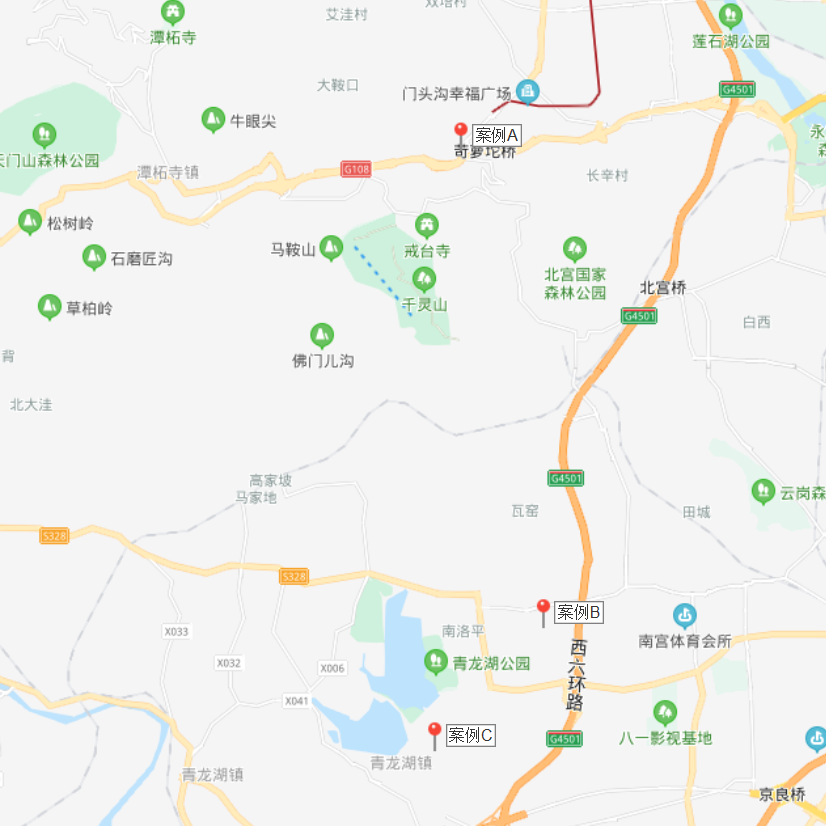 艾洼村
双塔村
潭柘寺
莲石湖公园
大鞍口
门头沟幸福广场
G4501
牛眼尖
案例A
苛萝坨桥
永
天门山森林公园
潭柘寺镇
G108
长辛村
松树岭
马鞍山
戒台寺
石磨匠沟
北宫国家
森林公园
北宫桥
草柏岭
千灵山
G4501
白西
背
佛门儿沟
北大洼
高家坡
马家地
G4501
云岗森
瓦窑
田城
S328
S328
案例B
X033
南洛平
南宫体育会所
X032
X006
青龙湖公园
西六环路
X041
案例C
八一影视基地
G4501
青龙湖镇
青龙湖镇
京良桥